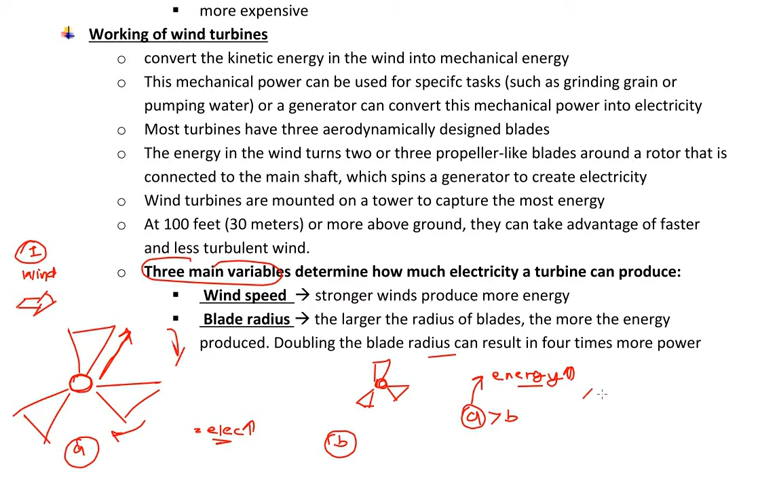 ▪ more expensive
Working of wind turbines
o convert the kinetic energy in the wind into mechanical energy
o This mechanical power can be used for specifc tasks (such as grinding grain or
pumping water) or a generator can convert this mechanical power into electricity
o Most turbines have three aerodynamically designed blades
o The energy in the wind turns two or three propeller-like blades around a rotor that is
connected to the main shaft, which spins a generator to create electricity
o Wind turbines are mounted on a tower to capture the most energy
o At 100 feet (30 meters) or more above ground, they can take advantage of faster
and less turbulent wind.
1
wind
o Three main variables determine how much electricity a turbine can produce:
▪ Wind speed → stronger winds produce more energy
▪ Blade radius → the larger the radius of blades, the more the energy
produced. Doubling the blade radius can result in four times more power
energy↑
a > b
= elec↑
b
a